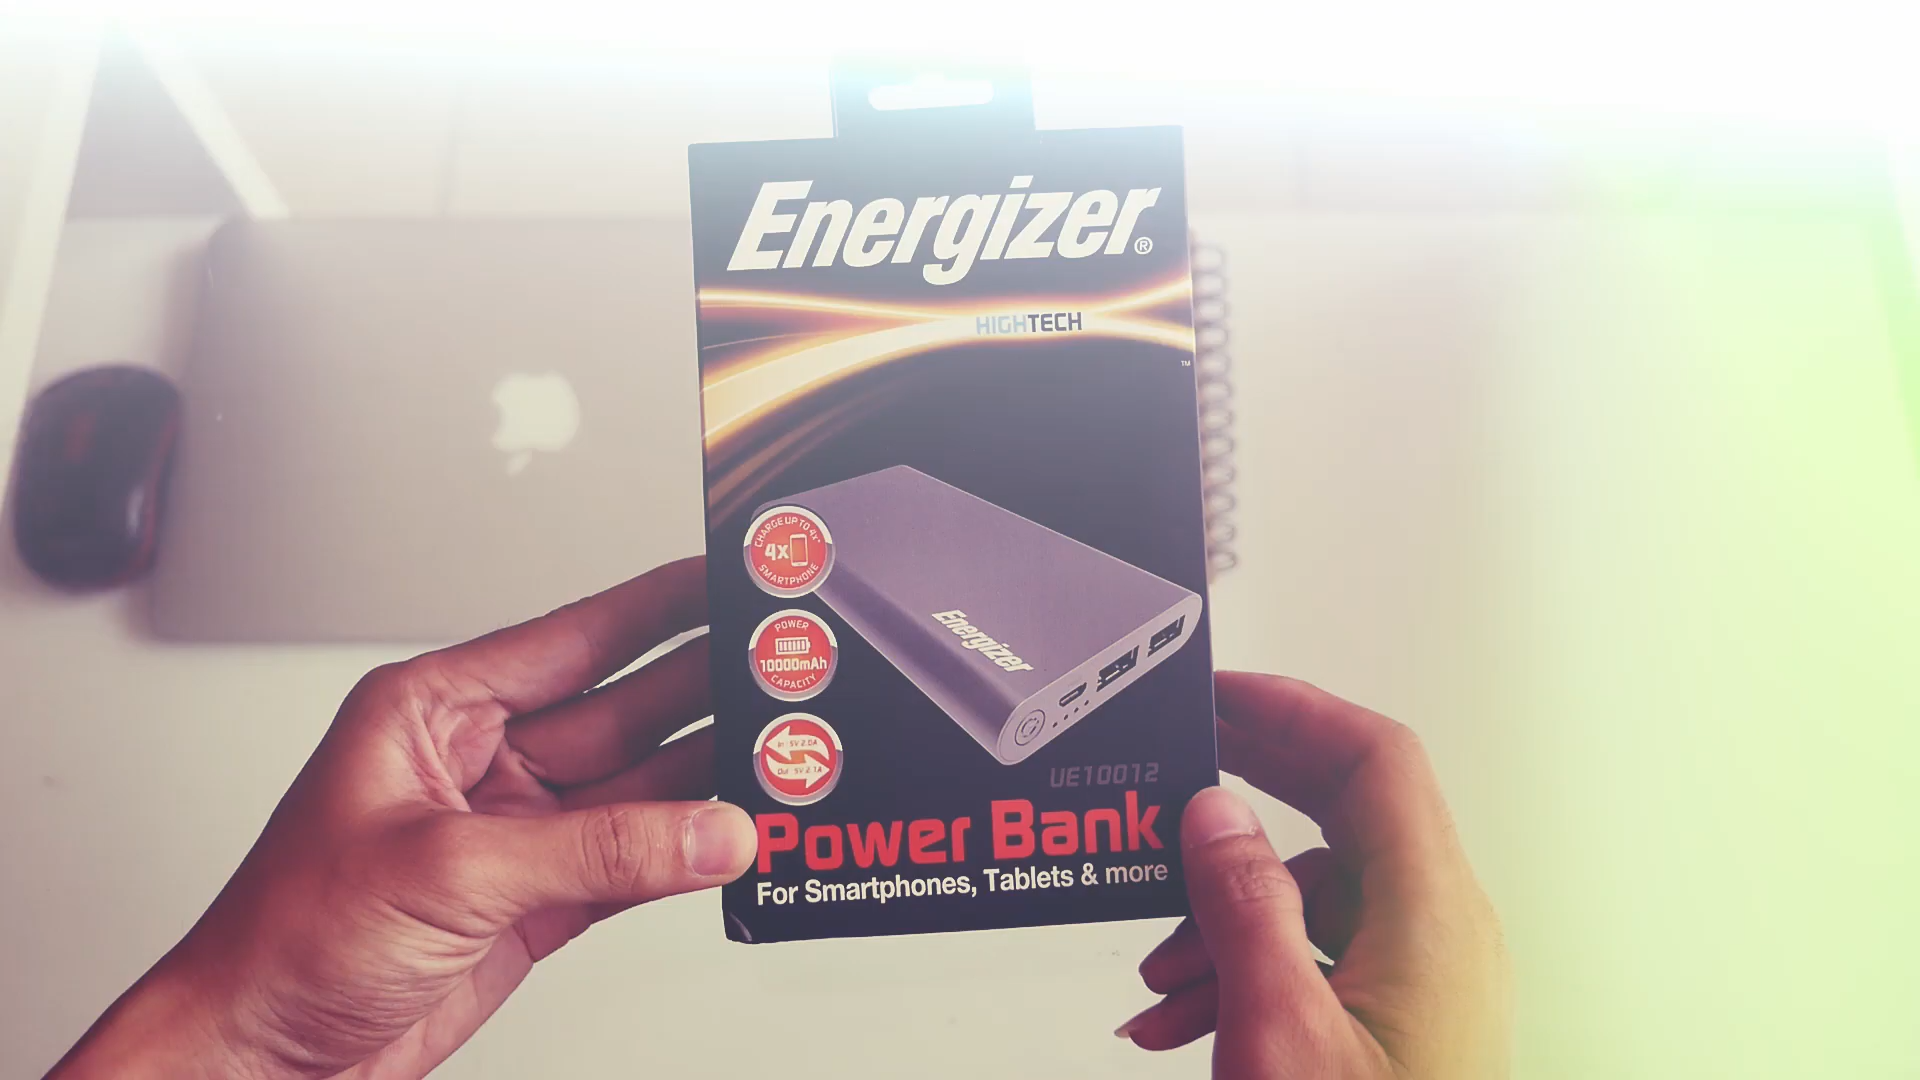 Energizer®
HIGHTECH
TM
CHARGE UP TO 4x*
4x
SMARTPHONE
POWER
10000mAh
CAPACITY
In : 5V 2.0A
Out : 5V 2.1A
Energizer
UE10012
Power Bank
For Smartphones, Tablets & more